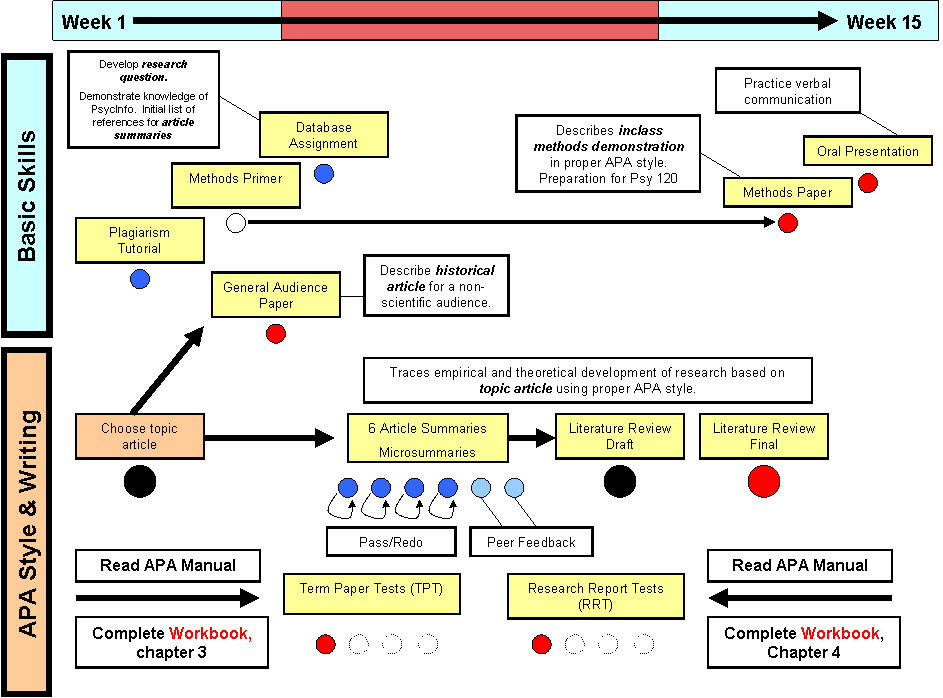 Week 1
Week 15
Basic Skills
Develop research
question.
Demonstrate knowledge of
PsycInfo. Initial list of
references for article
summaries
Database
Assignment
Methods Primer
Plagiarism
Tutorial
General Audience
Paper
Describe historical
article for a non-
scientific audience.
Describes inclass
methods demonstration
in proper APA style.
Preparation for Psy 120
Practice verbal
communication
Oral Presentation
Methods Paper
APA Style & Writing
Traces empirical and theoretical development of research based on
topic article using proper APA style.
Choose topic
article
6 Article Summaries
Microsummaries
Literature Review
Draft
Literature Review
Final
Pass/Redo
Peer Feedback
Read APA Manual
Complete Workbook,
chapter 3
Term Paper Tests (TPT)
Research Report Tests
(RRT)
Read APA Manual
Complete Workbook,
Chapter 4